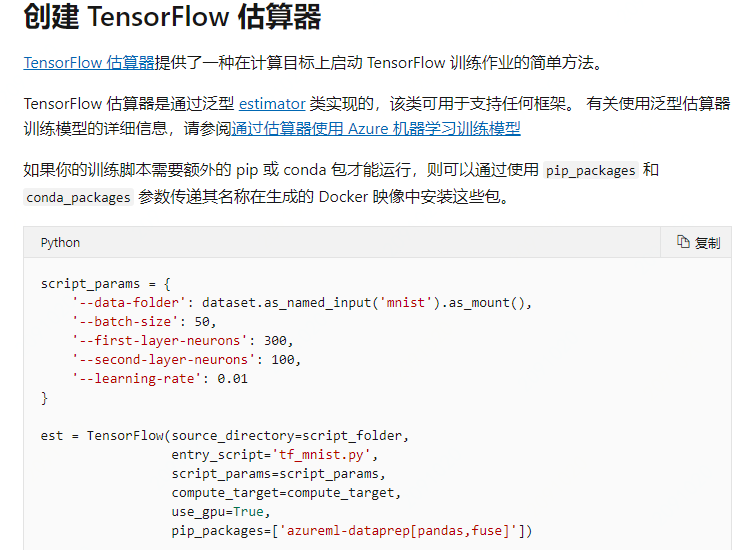 创建 TensorFlow 估算器
TensorFlow 估算器提供了一种在计算目标上启动 TensorFlow 训练作业的简单方法。
TensorFlow 估算器是通过泛型 estimator 类实现的，该类可用于支持任何框架。 有关使用泛型估算器
训练模型的详细信息，请参阅通过估算器使用 Azure 机器学习训练模型
如果你的训练脚本需要额外的 pip 或 conda 包才能运行，则可以通过使用 pip_packages 和
conda_packages 参数传递其名称在生成的 Docker 映像中安装这些包。
Python 复制
script_params = {
    '--data-folder': dataset.as_named_input('mnist').as_mount(),
    '--batch-size': 50,
    '--first-layer-neurons': 300,
    '--second-layer-neurons': 100,
    '--learning-rate': 0.01
}
est = TensorFlow(source_directory=script_folder,
                 entry_script='tf_mnist.py',
                 script_params=script_params,
                 compute_target=compute_target,
                 use_gpu=True,
                 pip_packages=['azureml-dataprep[pandas,fuse]'])